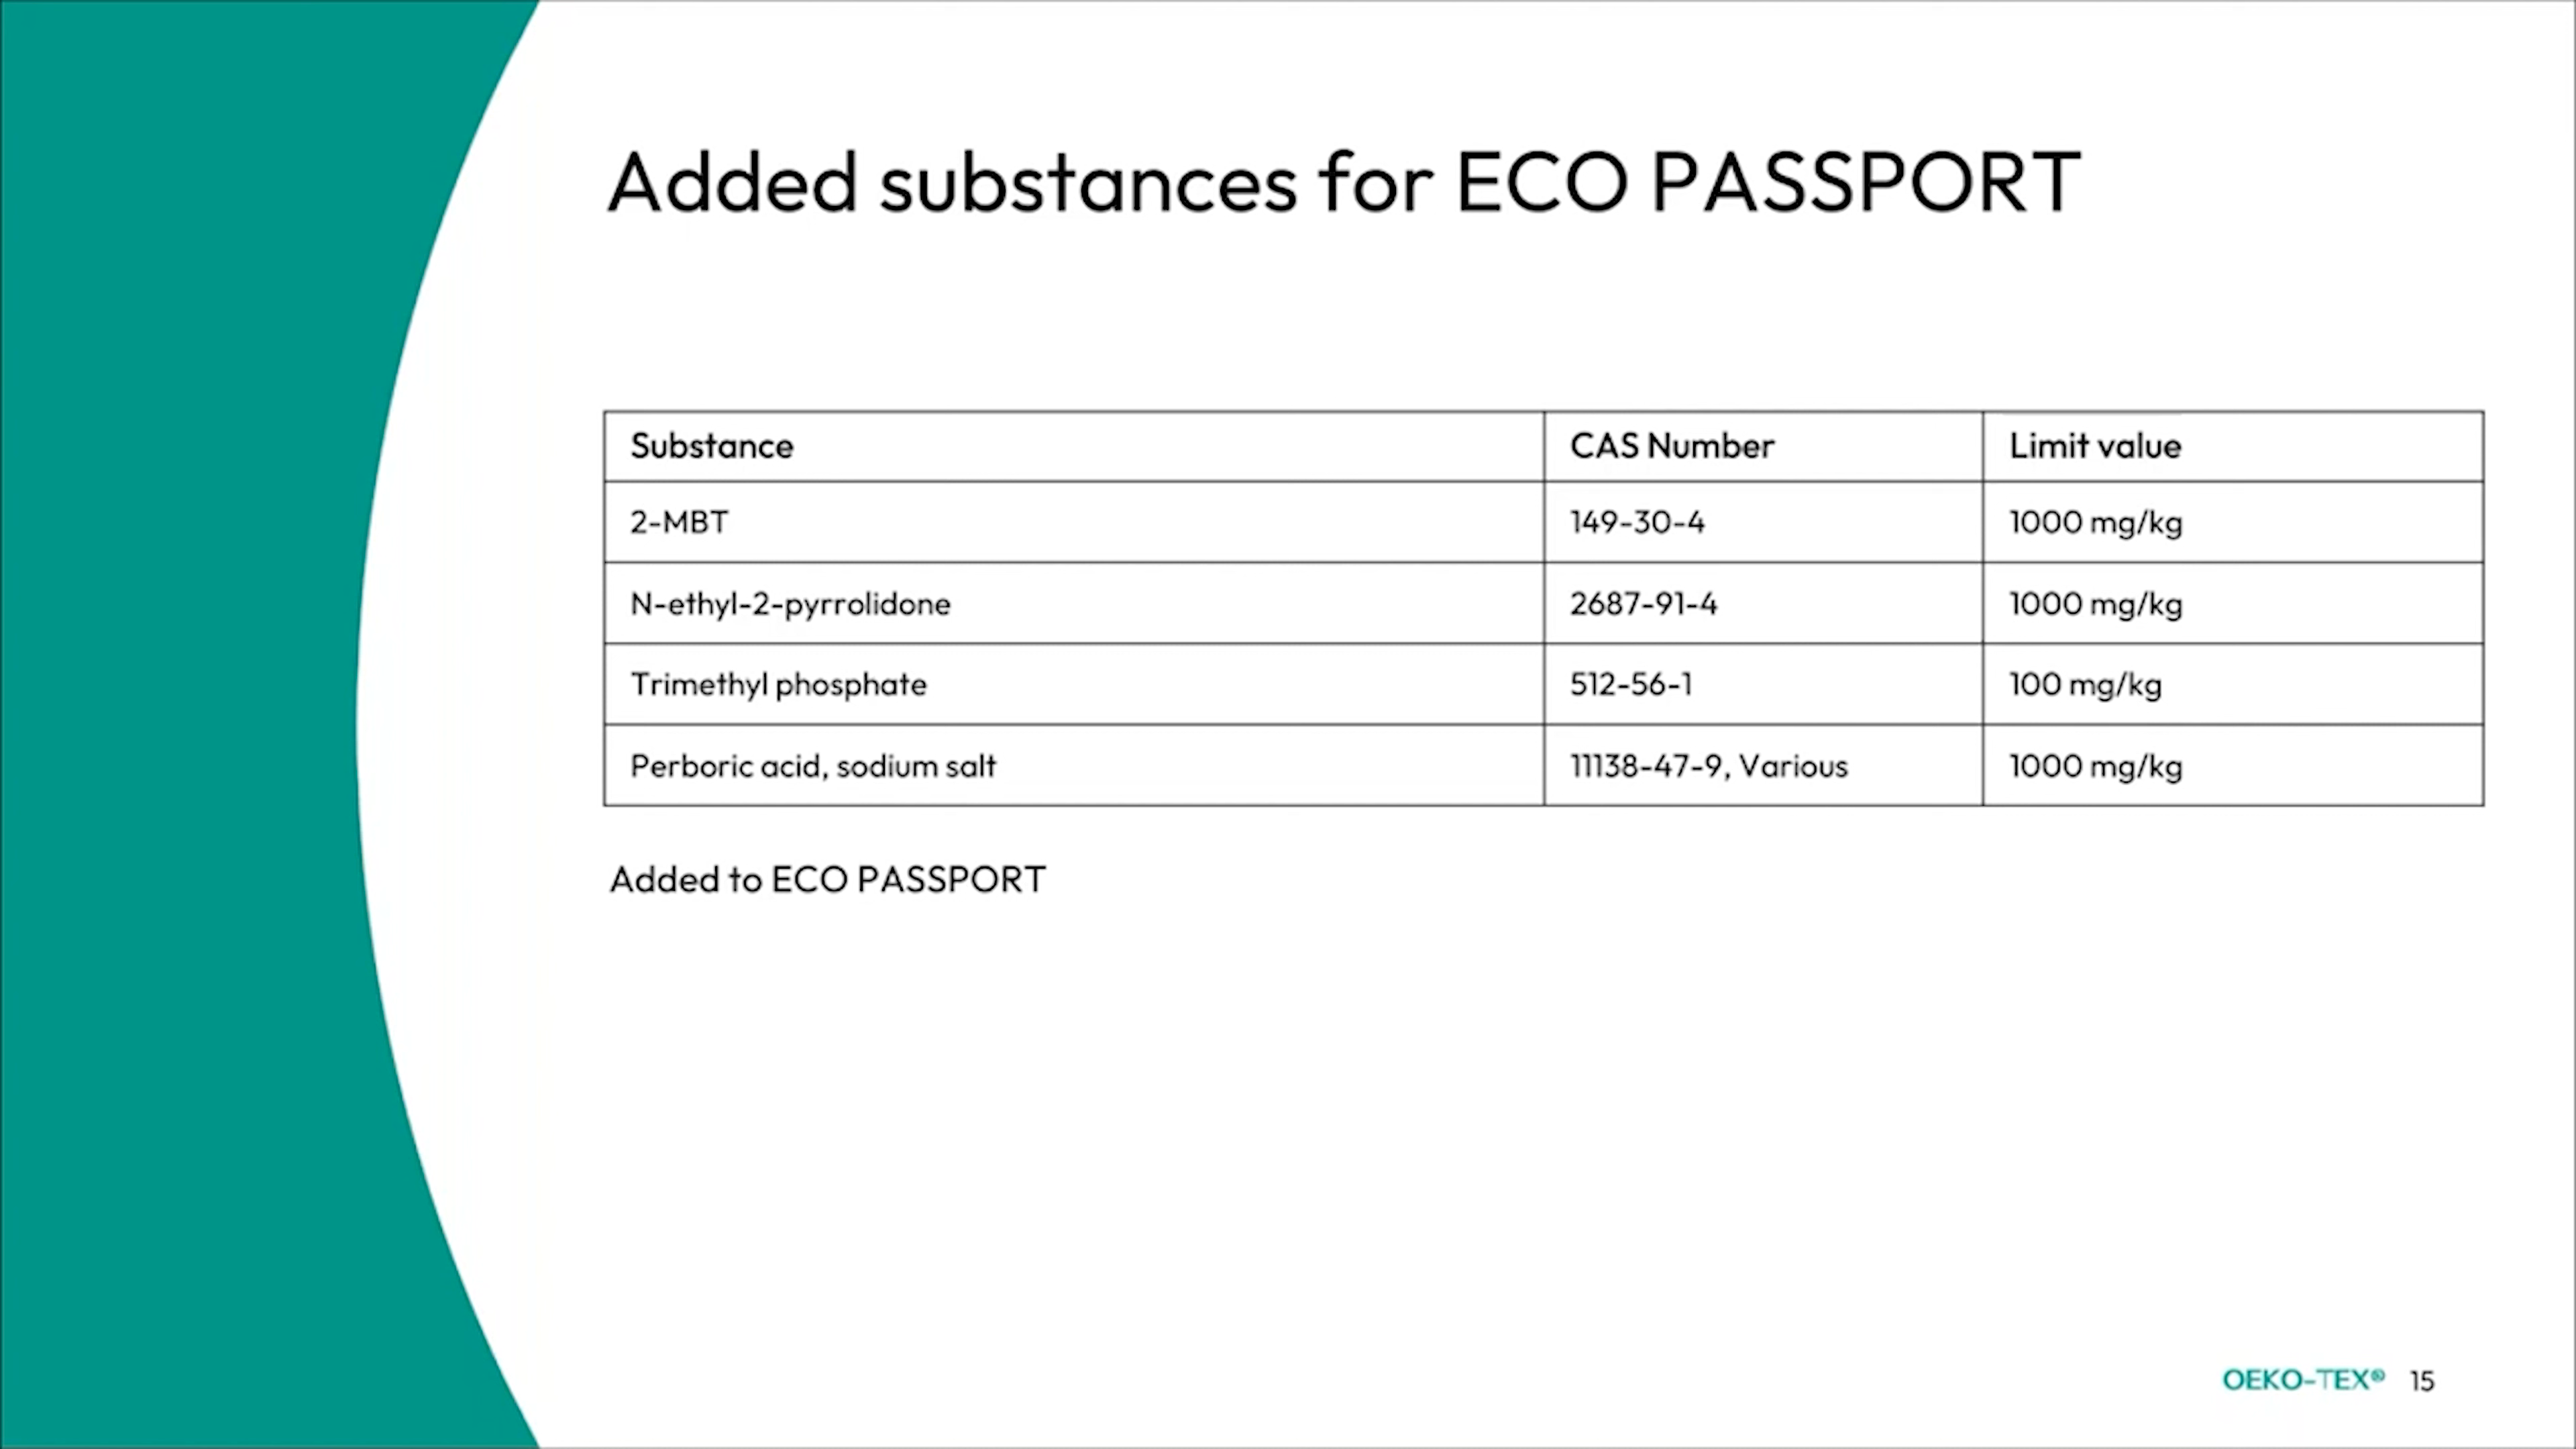 Added substances for ECO PASSPORT
Substance CAS Number Limit value
2-MBT 149-30-4 1000 mg/kg
N-ethyl-2-pyrrolidone 2687-91-4 1000 mg/kg
Trimethyl phosphate 512-56-1 100 mg/kg
Perboric acid, sodium salt 11138-47-9, Various 1000 mg/kg
Added to ECO PASSPORT
OEKO-TEX® 15